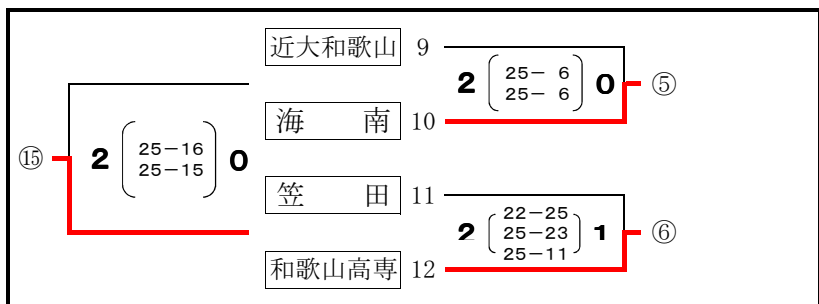 近大和歌山 9
2 25- 6 0 ⑤
25- 6
海 南 10
⑮ 2 25-16 0
25-15
笠 田 11
22-25
2 25-23 1 ⑥
25-11
和歌山高専 12